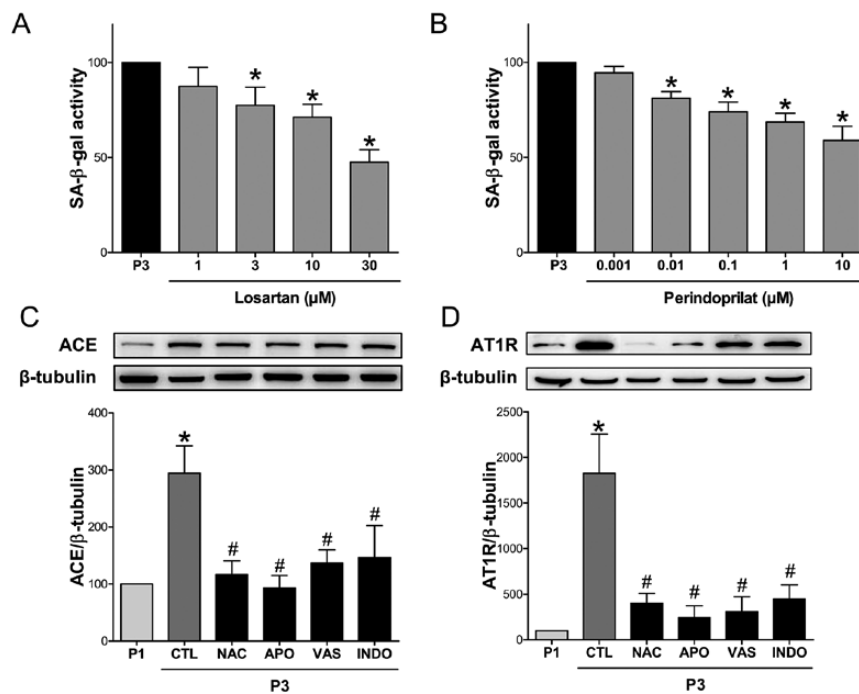 A
SA-β-gal activity
100
50
0
*
*
*
P3
1
3
10
30
Losartan (μM)
B
SA-β-gal activity
100
50
0
*
*
*
*
P3
0.001
0.01
0.1
1
10
Perindoprilat (μM)
C
ACE
β-tubulin
ACE/β-tubulin
400
300
200
100
0
*
#
#
#
#
P1
CTL
NAC
APO
VAS
INDO
P3
D
AT1R
β-tubulin
AT1R/β-tubulin
2500
2000
1500
1000
500
0
*
#
#
#
#
P1
CTL
NAC
APO
VAS
INDO
P3